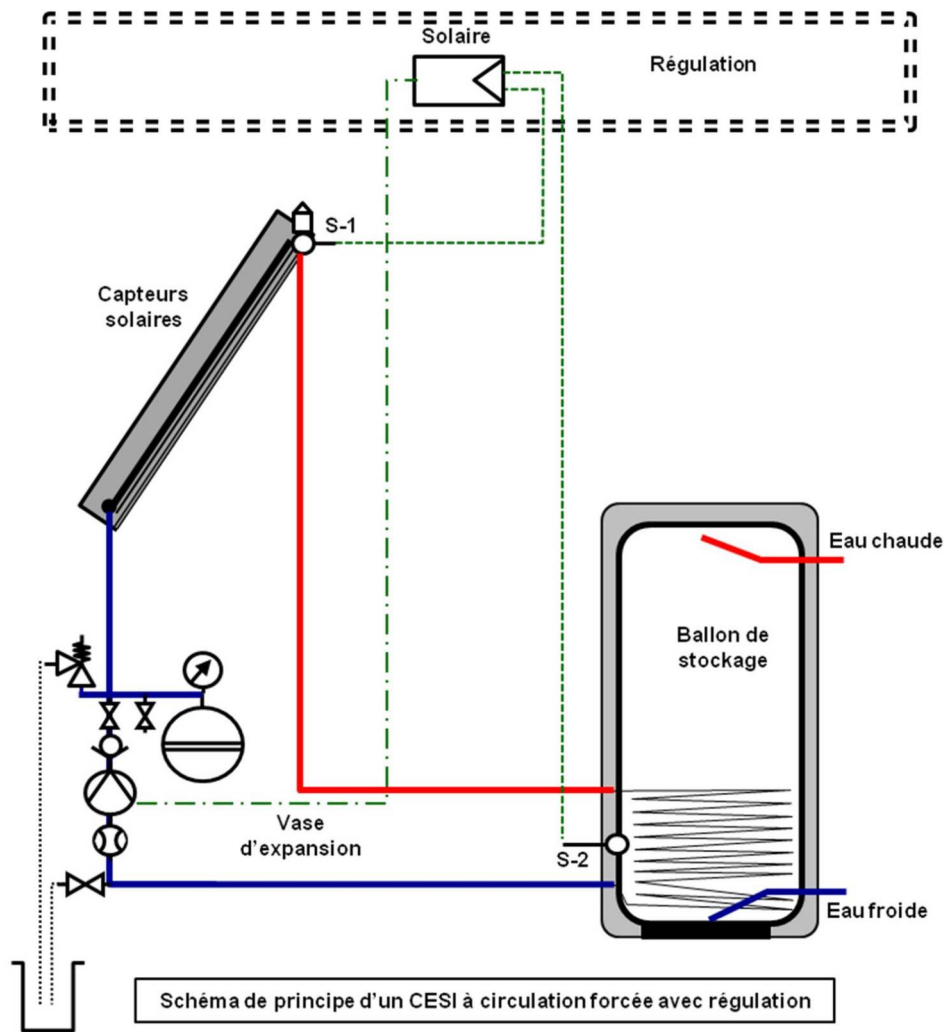 Solaire
Régulation
S-1
Capteurs
solaires
Eau chaude
Ballon de
stockage
Vase
d'expansion
S-2
Eau froide
Schéma de principe d'un CESI à circulation forcée avec régulation